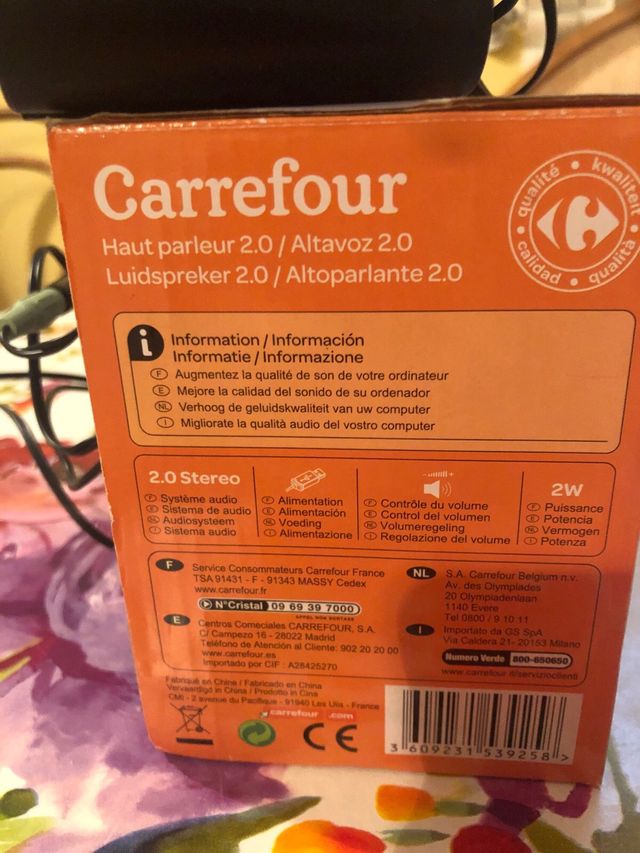 Carrefour
Haut parleur 2.0 / Altavoz 2.0
Luidspreker 2.0 / Altoparlante 2.0
qualité • kwaliteit • qualità • calidad •
i
Information / Información
Informatie / Informazione
F Augmentez la qualité de son de votre ordinateur
E Mejore la calidad del sonido de su ordenador
NL Verhoog de geluidskwaliteit van uw computer
I Migliorate la qualità audio del vostro computer
2.0 Stereo
F Système audio
E Sistema de audio
NL Audiosysteem
I Sistema audio
F Alimentation
E Alimentación
NL Voeding
I Alimentazione
- +
F Contrôle du volume
E Control del volumen
NL Volumeregeling
I Regolazione del volume
2W
F Puissance
E Potencia
NL Vermogen
I Potenza
F Service Consommateurs Carrefour France
TSA 91431 - F - 91343 MASSY Cedex
www.carrefour.fr
N°Cristal 09 69 39 7000
APPEL NON SURTAXE
E Centros Comeciales CARREFOUR, S.A.
C/ Campezo 16 - 28022 Madrid
Teléfono de Atención al Cliente: 902 20 20 00
www.carrefour.es
Importado por CIF : A28425270
NL S.A. Carrefour Belgium n.v.
Av. des Olympiades
20 Olympiadenlaan
1140 Evere
Tel 0800 / 9 10 11
I Importato da GS SpA
Via Caldera 21- 20153 Milano
Numero Verde 800-650650
www.carrefour.it/servizioclienti
Fabriqué en Chine / Fabricado en China
Vervaardigd in China / Prodotto in Cina
CMI - 2 avenue du Pacifique - 91940 Les Ulis - France
carrefour .com
CE
3 609231 539258 >